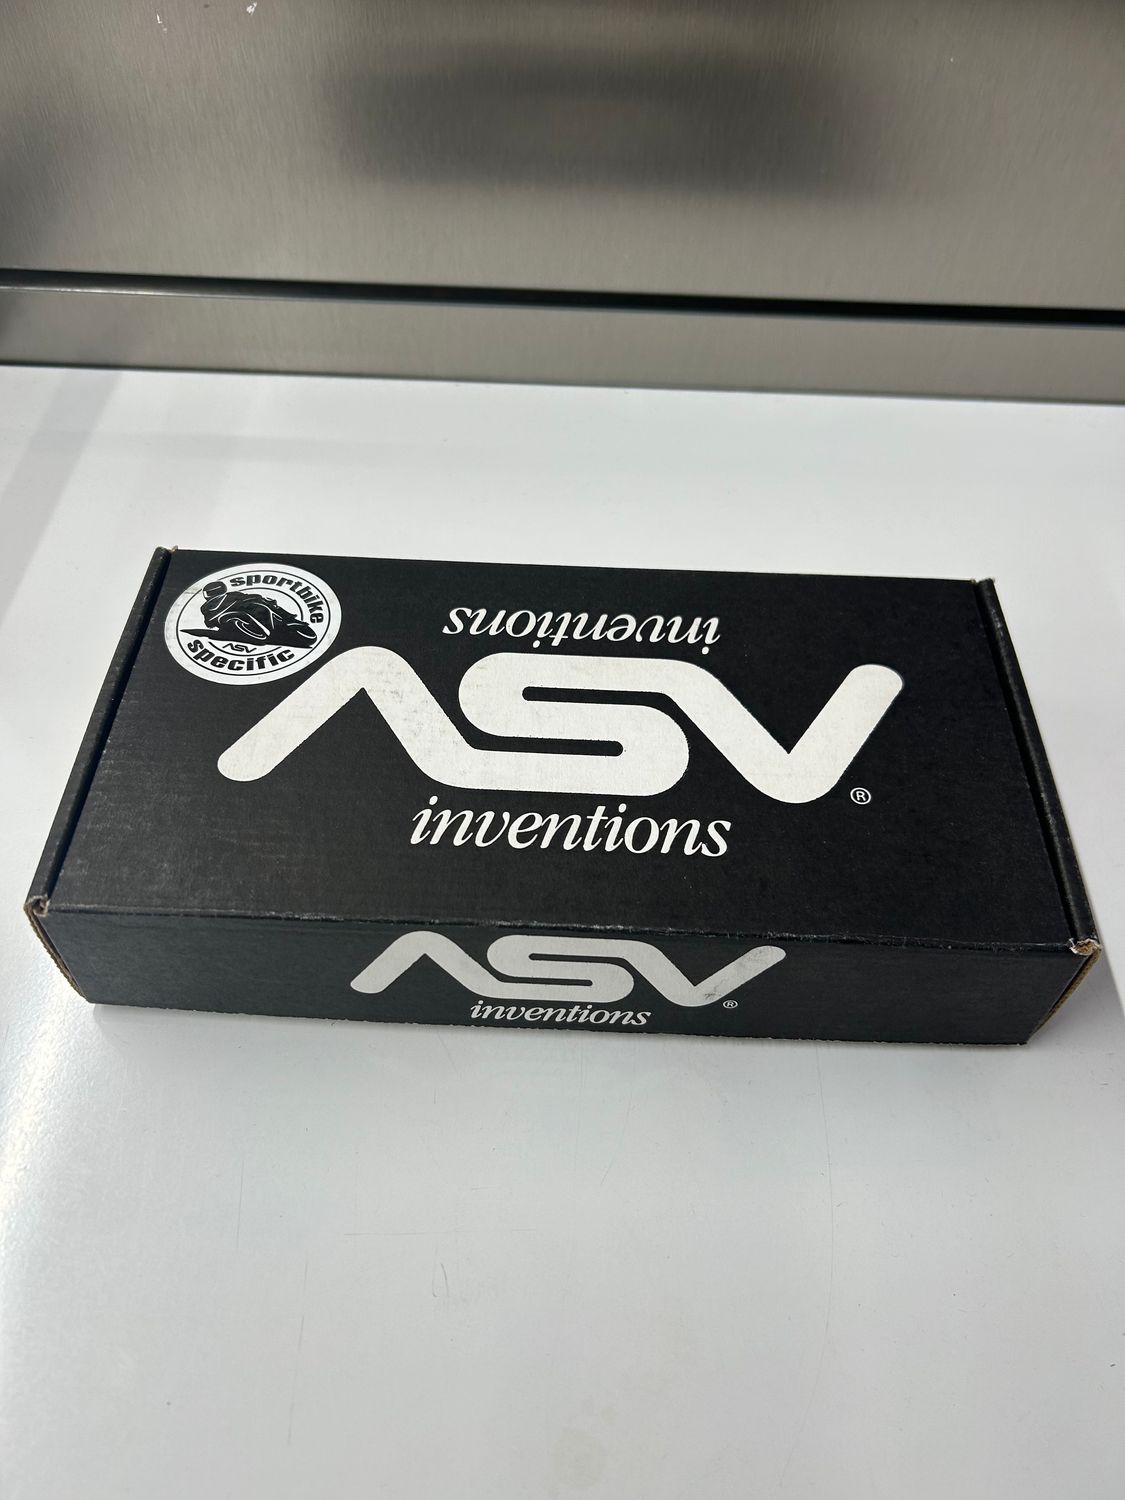 sportbike
ASV
specific
inventions
ASV
®
inventions
ASV
®
inventions